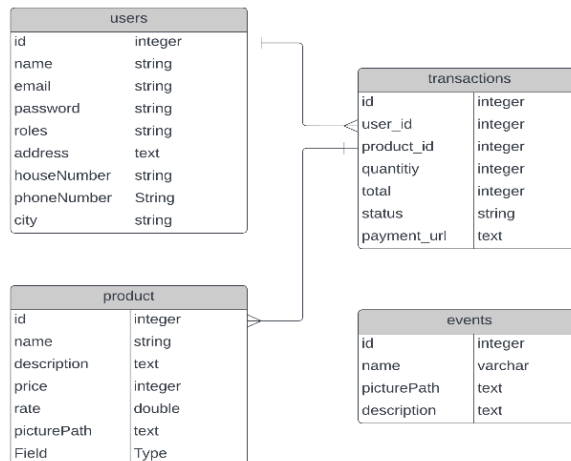 users
id integer
name string
email string
password string
roles string
address text
houseNumber string
phoneNumber String
city string
transactions
id integer
user_id integer
product_id integer
quantitiy integer
total integer
status string
payment_url text
product
id integer
name string
description text
price integer
rate double
picturePath text
Field Type
events
id integer
name varchar
picturePath text
description text